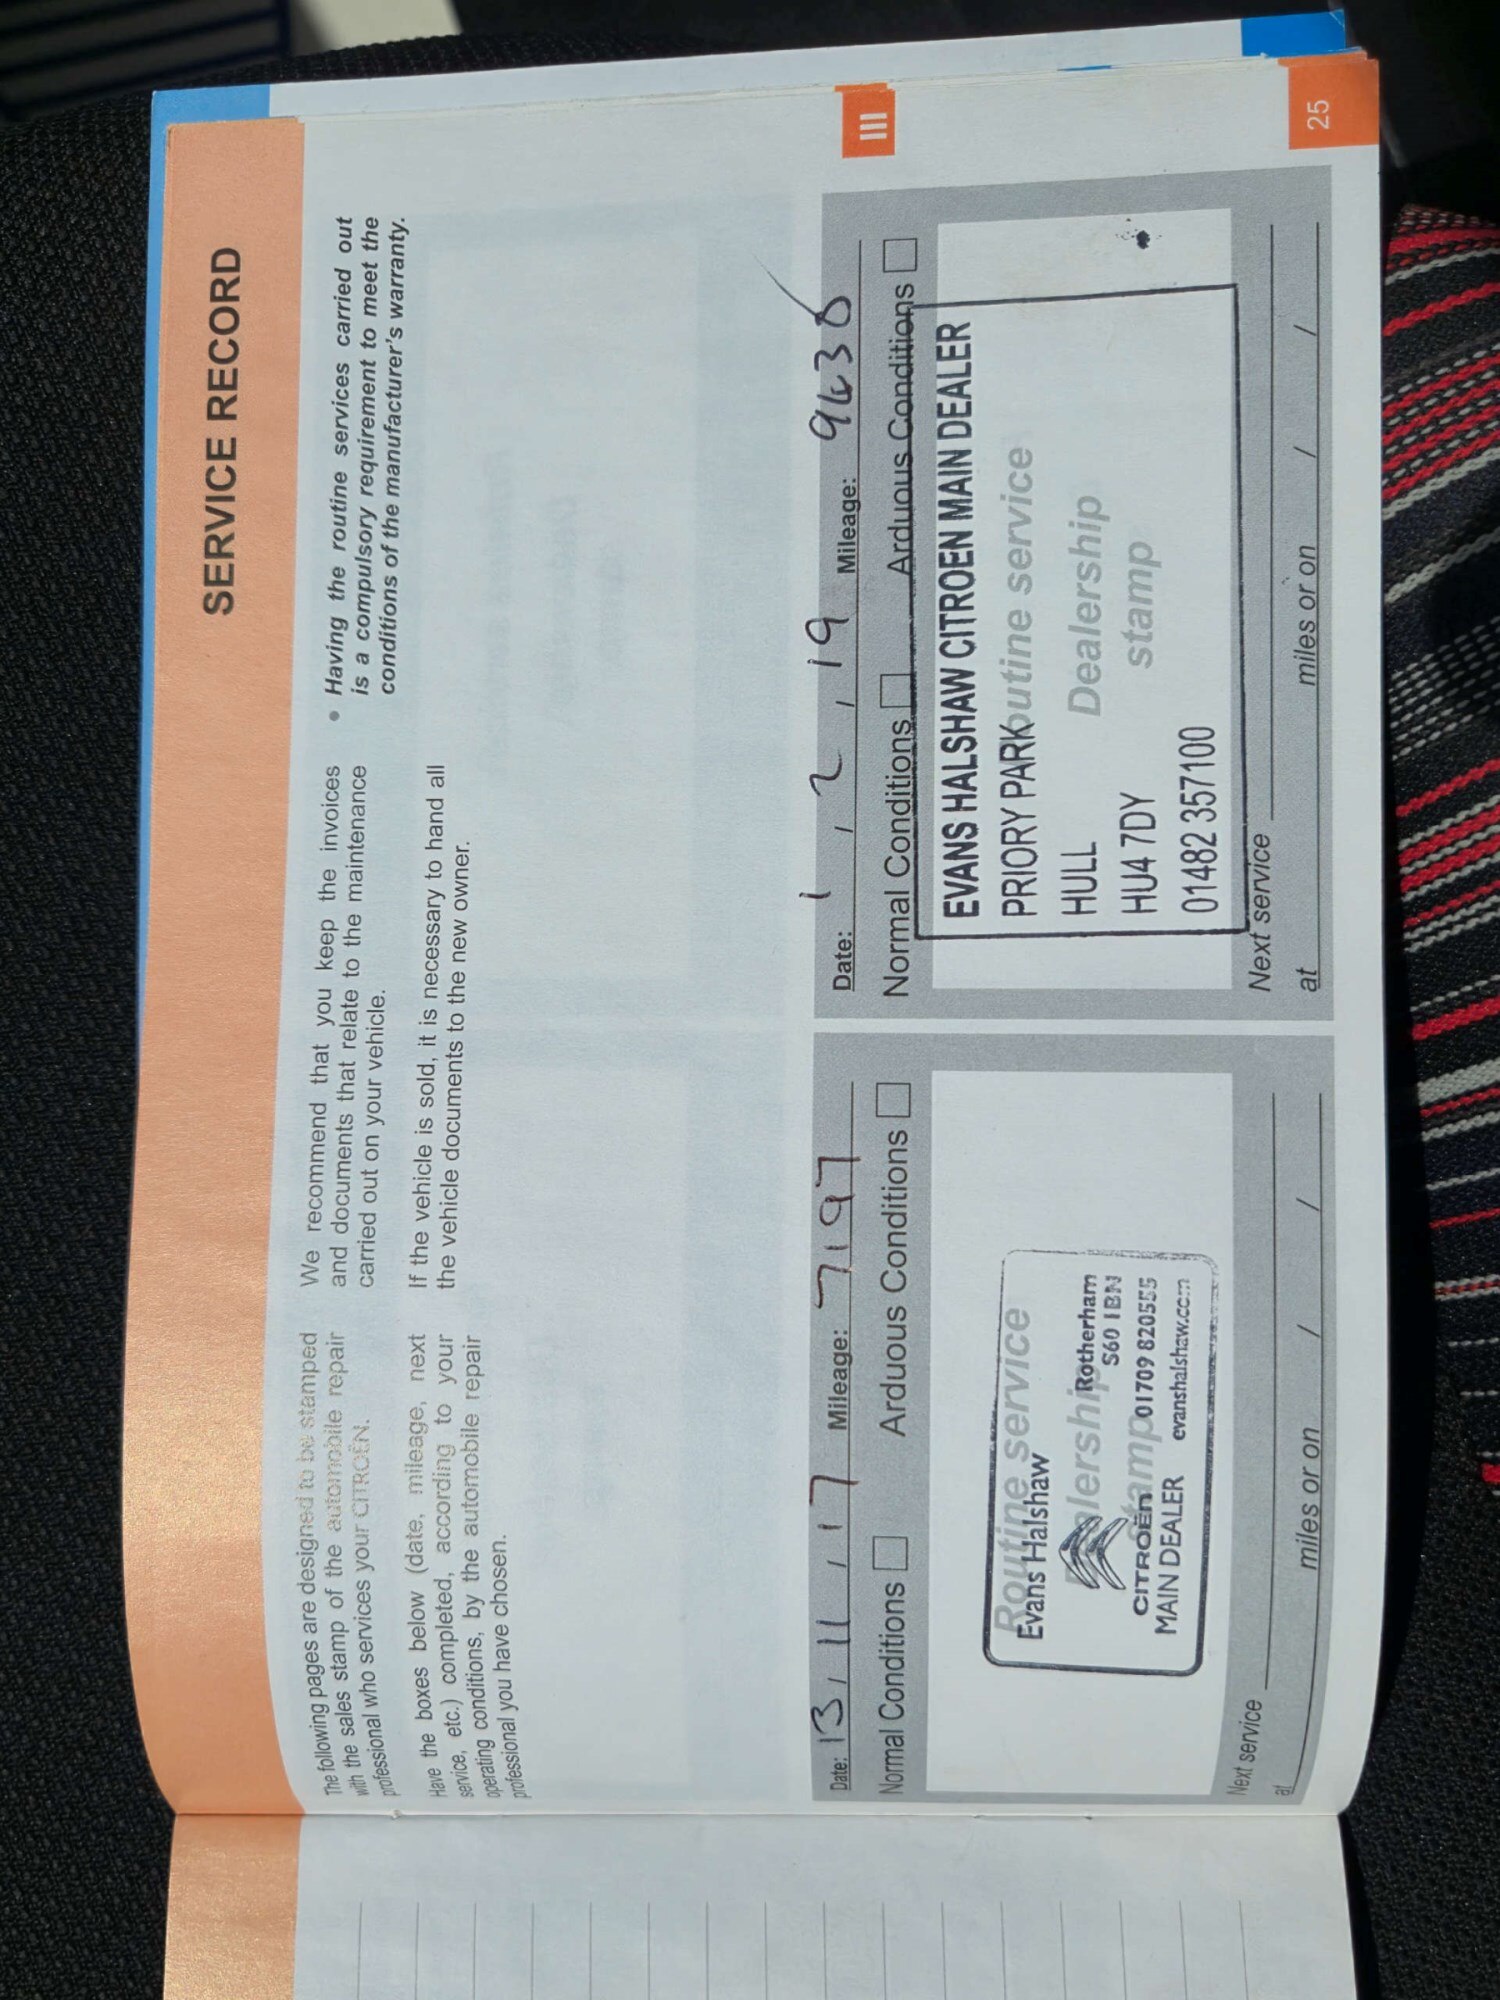 SERVICE RECORD
The following pages are designed to be stamped
with the sales stamp of the automobile repair
professional who services your CITROËN.
Have the boxes below (date, mileage, next
service, etc.) completed, according to your
operating conditions, by the automobile repair
professional you have chosen.
We recommend that you keep the invoices
and documents that relate to the maintenance
carried out on your vehicle.
If the vehicle is sold, it is necessary to hand all
the vehicle documents to the new owner.
• Having the routine services carried out
is a compulsory requirement to meet the
conditions of the manufacturer's warranty.
III
Date: 13 / 11 / 17 Mileage: 7197
Normal Conditions Arduous Conditions
Routine service
Dealership
stamp
Evans Halshaw
Rotherham
S60 1BN
CITROËN 01709 820555
MAIN DEALER evanshalshaw.com
Next service
at miles or on / /
Date: 1 / 2 / 19 Mileage:
Normal Conditions Arduous Conditions
Routine service
Dealership
stamp
EVANS HALSHAW CITROEN MAIN DEALER
PRIORY PARK
HULL
HU4 7DY
01482 357100
Next service
at miles or on / /
25